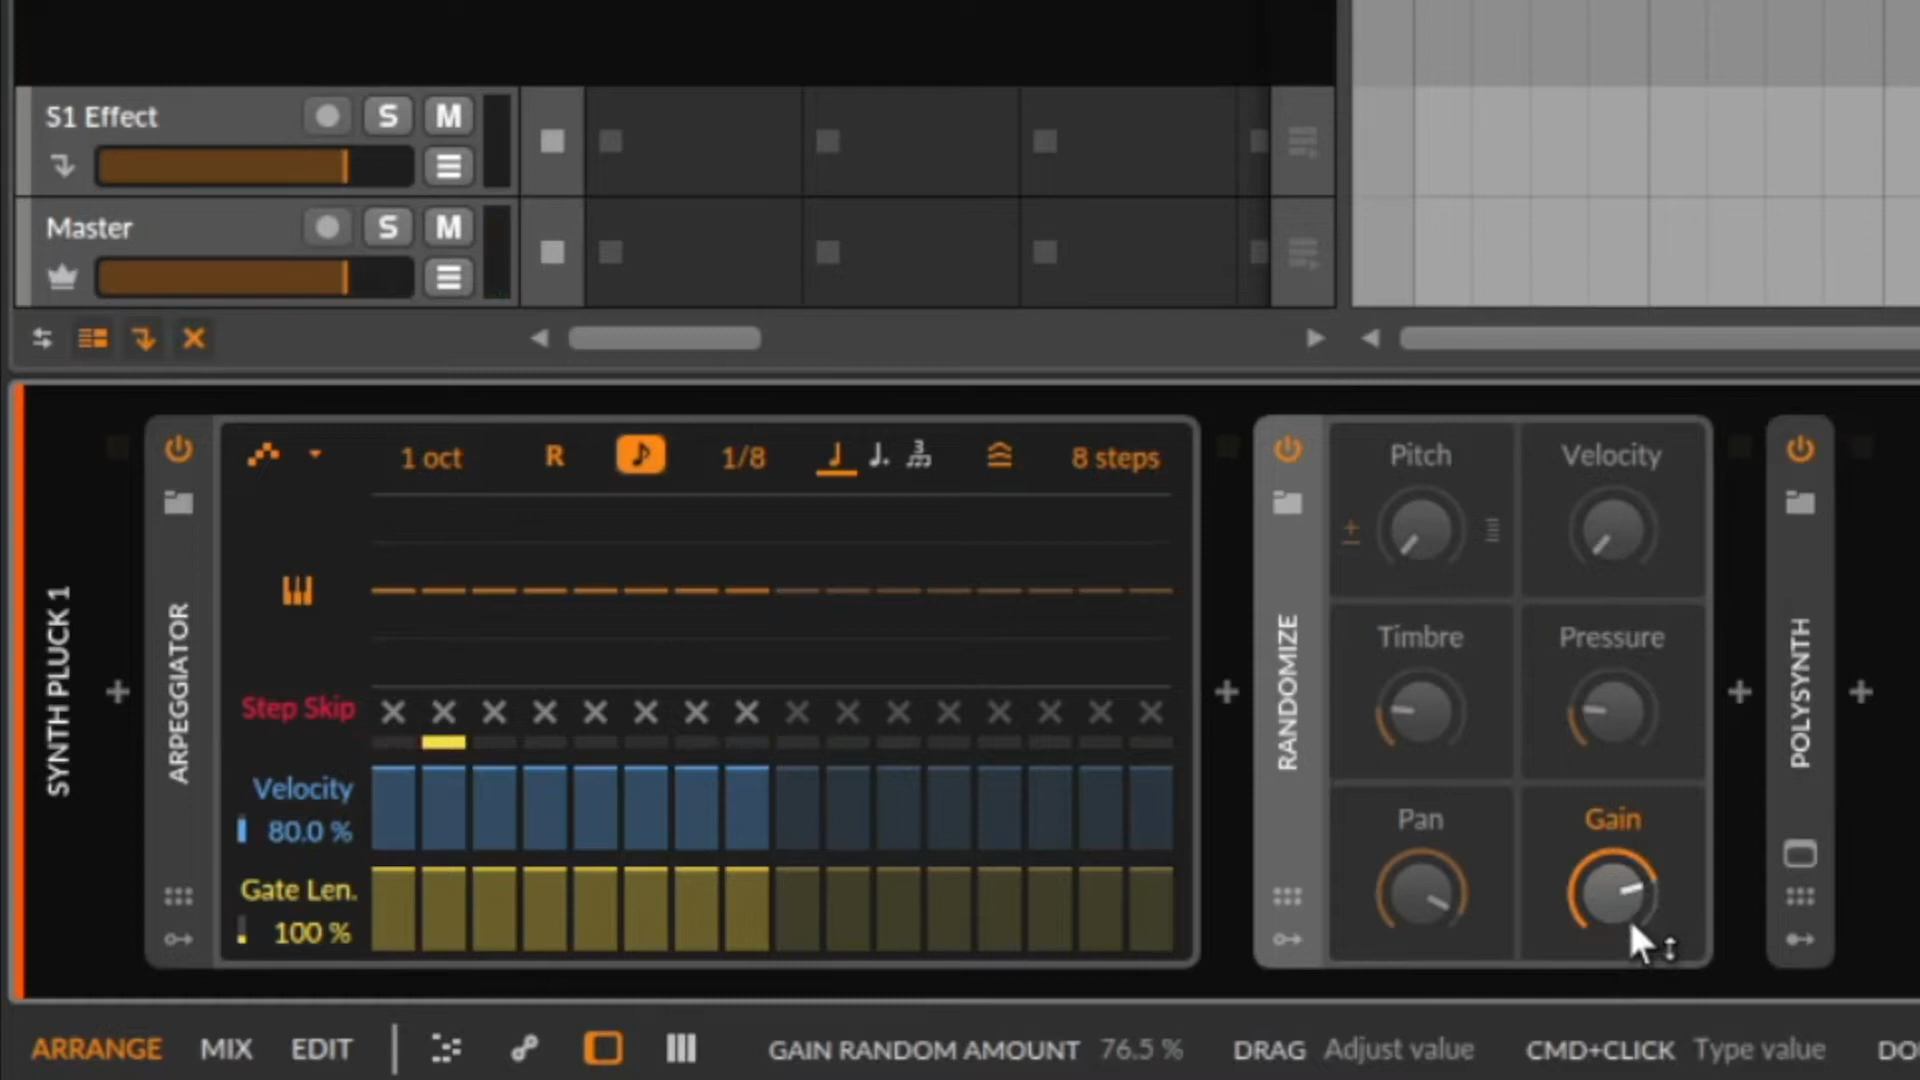 S1 Effect
S M
Master
S M
SYNTH PLUCK 1
ARPEGGIATOR
1 oct R 1/8 3 8 steps
Step Skip
Velocity
80.0 %
Gate Len.
100 %
RANDOMIZE
Pitch Velocity
Timbre Pressure
Pan Gain
POLYSYNTH
ARRANGE MIX EDIT GAIN RANDOM AMOUNT 76.5 % DRAG Adjust value CMD+CLICK Type value DO